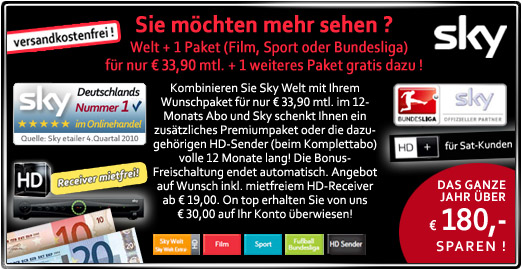 versandkostenfrei !
Sie möchten mehr sehen ?
Welt + 1 Paket (Film, Sport oder Bundesliga)
für nur € 33,90 mtl. + 1 weiteres Paket gratis dazu !
sky
sky
Deutschlands
Nummer 1
im Onlinehandel
Quelle: Sky etailer 4.Quartal 2010
HD
Receiver mietfrei!
10
20
Kombinieren Sie Sky Welt mit Ihrem
Wunschpaket für nur € 33,90 mtl. im 12-
Monats Abo und Sky schenkt Ihnen ein
zusätzliches Premiumpaket oder die dazu-
gehörigen HD-Sender (beim Komplettabo)
volle 12 Monate lang! Die Bonus-
Freischaltung endet automatisch. Angebot
auf Wunsch inkl. mietfreiem HD-Receiver
ab € 19,00. On top erhalten Sie von uns
€ 30,00 auf Ihr Konto überwiesen!
Sky Welt
Sky Welt Extra
Film
Sport
Fußball
Bundesliga
HD Sender
BUNDESLIGA
sky
OFFIZIELLER PARTNER
HD + für Sat-Kunden
DAS GANZE
JAHR ÜBER
€ 180,-
SPAREN !